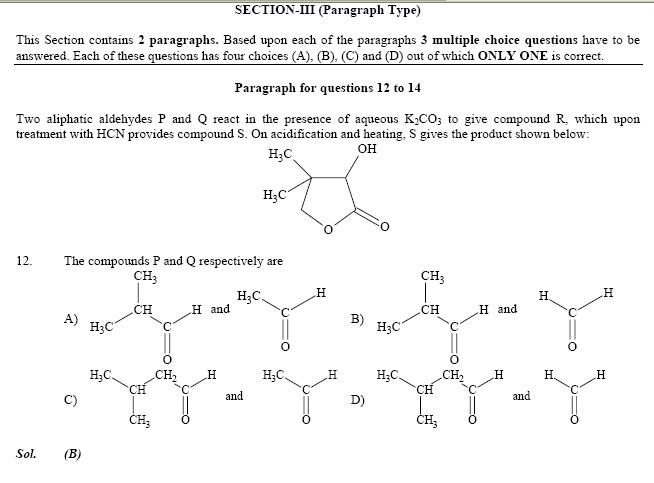 SECTION-III (Paragraph Type)
This Section contains 2 paragraphs. Based upon each of the paragraphs 3 multiple choice questions have to be
answered. Each of these questions has four choices (A), (B), (C) and (D) out of which ONLY ONE is correct.
Paragraph for questions 12 to 14
Two aliphatic aldehydes P and Q react in the presence of aqueous K₂CO₃ to give compound R, which upon
treatment with HCN provides compound S. On acidification and heating, S gives the product shown below:
H₃C OH
H₃C
O O
12. The compounds P and Q respectively are
CH₃ CH₃
H₃C H H H
A) CH H and C B) CH H and C
H₃C C H₃C C
O O
O O
H₃C CH₂ H H₃C H H₃C CH₂ H H H
C) CH C and C D) CH C and C
CH₃ O O CH₃ O O
Sol. (B)